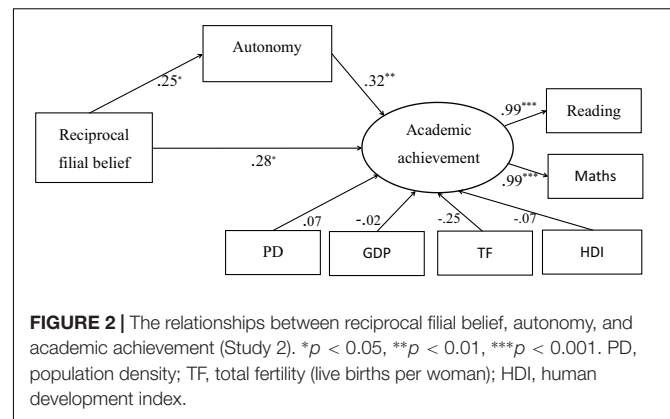 Autonomy
.25*
.32**
.99***
Reading
Reciprocal
filial belief
Academic
achievement
.28*
.99***
Maths
.07
-.02
-.25
-.07
PD
GDP
TF
HDI
FIGURE 2 | The relationships between reciprocal filial belief, autonomy, and
academic achievement (Study 2). *p < 0.05, **p < 0.01, ***p < 0.001. PD,
population density; TF, total fertility (live births per woman); HDI, human
development index.